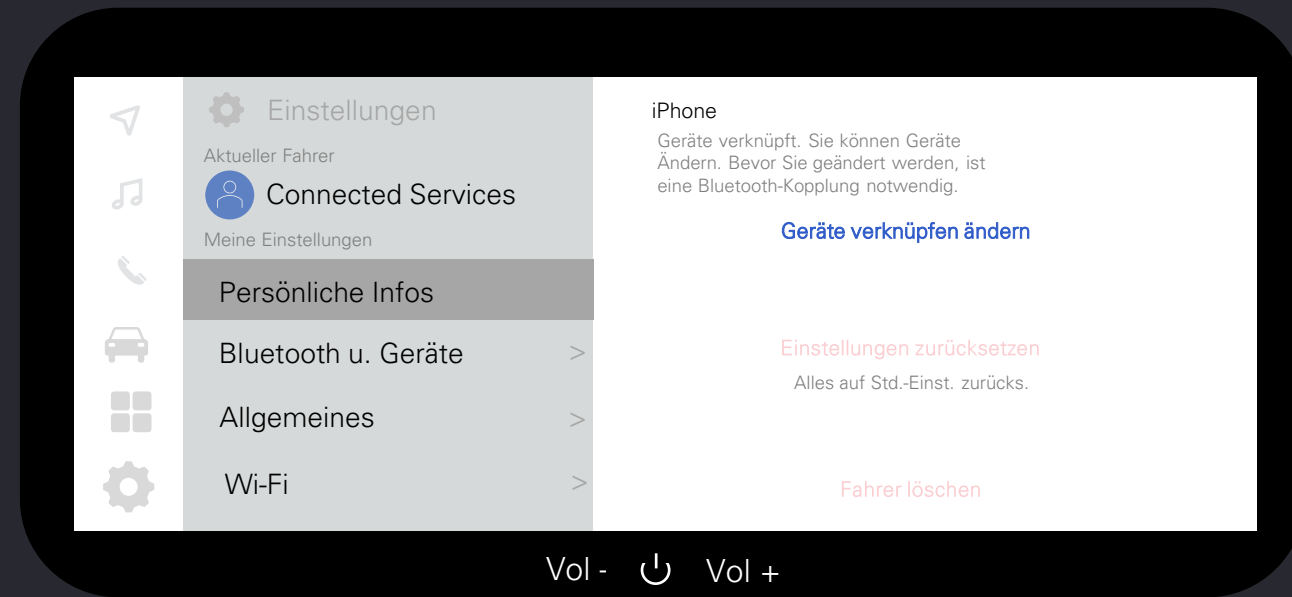 Einstellungen
Aktueller Fahrer
Connected Services
Meine Einstellungen
Persönliche Infos
Bluetooth u. Geräte >
Allgemeines >
Wi-Fi >
iPhone
Geräte verknüpft. Sie können Geräte
Ändern. Bevor Sie geändert werden, ist
eine Bluetooth-Kopplung notwendig.
Geräte verknüpfen ändern
Einstellungen zurücksetzen
Alles auf Std.-Einst. zurücks.
Fahrer löschen
Vol - Vol +